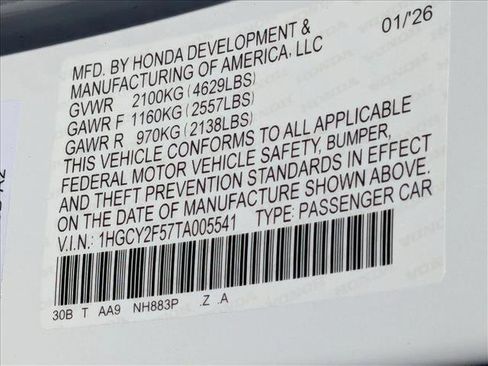 MFD. BY HONDA DEVELOPMENT & 01/'26
MANUFACTURING OF AMERICA, LLC
GVWR 2100KG (4629LBS)
GAWR F 1160KG (2557LBS)
GAWR R 970KG (2138LBS)
THIS VEHICLE CONFORMS TO ALL APPLICABLE
FEDERAL MOTOR VEHICLE SAFETY, BUMPER,
AND THEFT PREVENTION STANDARDS IN EFFECT
ON THE DATE OF MANUFACTURE SHOWN ABOVE.
V.I.N.: 1HGCY2F57TA005541 TYPE: PASSENGER CAR
30B T AA9 NH883P .Z .A